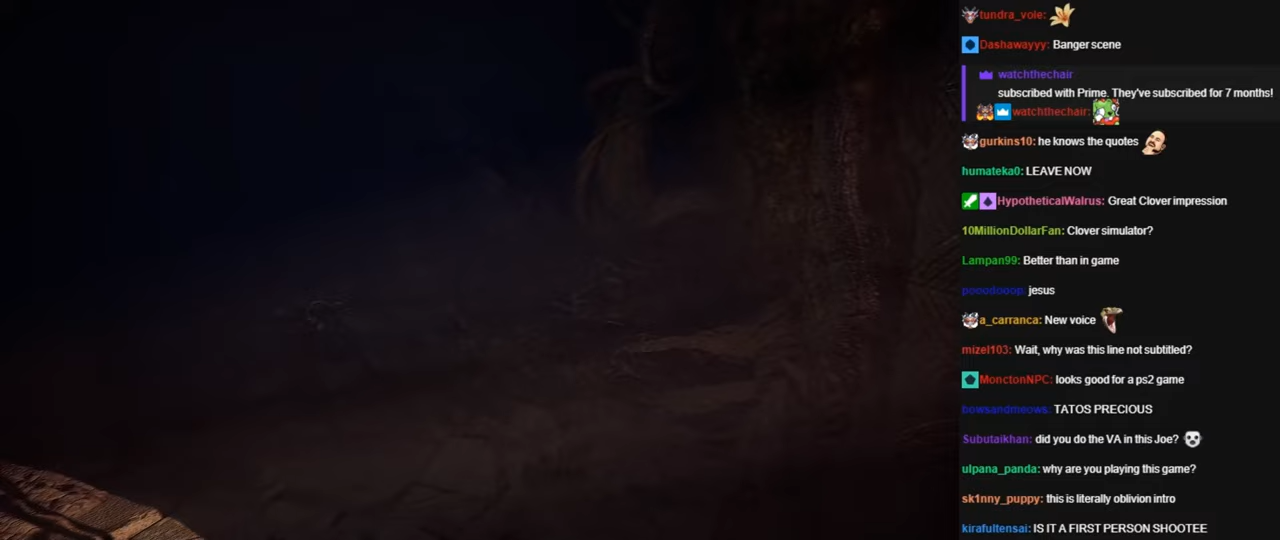 tundra_vole:
Dashawayyy: Banger scene
watchthechair
subscribed with Prime. They've subscribed for 7 months!
watchthechair:
gurkins10: he knows the quotes
humateka0: LEAVE NOW
HypotheticalWalrus: Great Clover impression
10MillionDollarFan: Clover simulator?
Lampan99: Better than in game
pooodooop: jesus
a_carranca: New voice
mizel103: Wait, why was this line not subtitled?
MonctonNPC: looks good for a ps2 game
bowsandmeows: TATOS PRECIOUS
Subutaikhan: did you do the VA in this Joe?
ulpana_panda: why are you playing this game?
sk1nny_puppy: this is literally oblivion intro
kirafultensai: IS IT A FIRST PERSON SHOOTEE